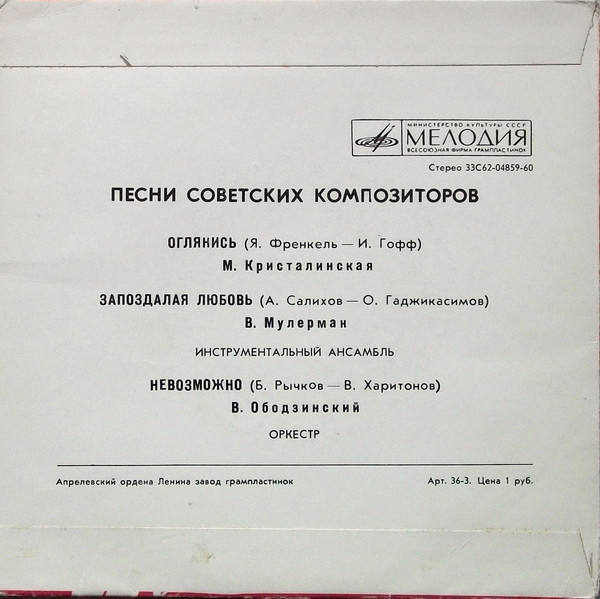 МИНИСТЕРСТВО КУЛЬТУРЫ СССР
МЕЛОДИЯ
ВСЕСОЮЗНАЯ ФИРМА ГРАМПЛАСТИНОК
Стерео 33С62-04859-60
ПЕСНИ СОВЕТСКИХ КОМПОЗИТОРОВ
ОГЛЯНИСЬ (Я. Френкель — И. Гофф)
М. Кристалинская
ЗАПОЗДАЛАЯ ЛЮБОВЬ (А. Салихов — О. Гаджикасимов)
В. Мулерман
ИНСТРУМЕНТАЛЬНЫЙ АНСАМБЛЬ
НЕВОЗМОЖНО (Б. Рычков — В. Харитонов)
В. Ободзинский
ОРКЕСТР
Апрелевский ордена Ленина завод грампластинок
Арт. 36-3. Цена 1 руб.